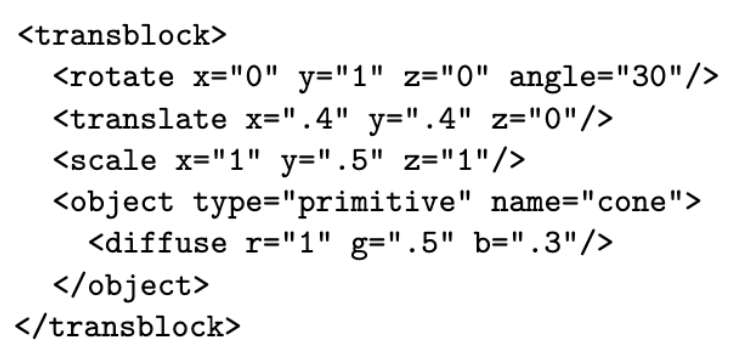 <transblock>
  <rotate x="0" y="1" z="0" angle="30"/>
  <translate x=".4" y=".4" z="0"/>
  <scale x="1" y=".5" z="1"/>
  <object type="primitive" name="cone">
    <diffuse r="1" g=".5" b=".3"/>
  </object>
</transblock>